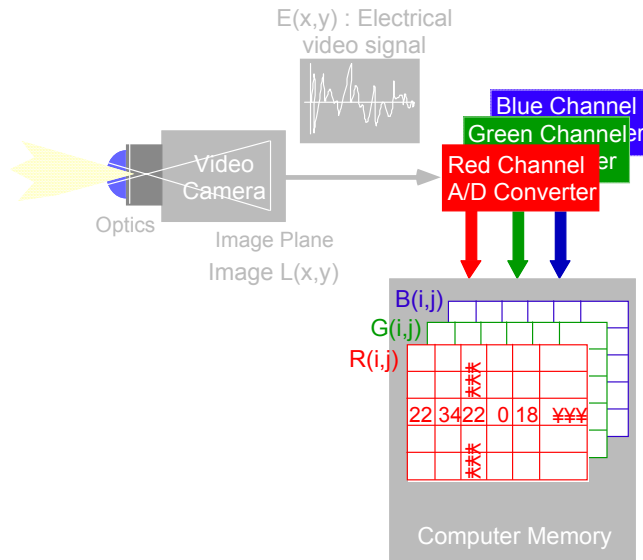 E(x,y) : Electrical
video signal
Blue Channel
Green Channel
Red Channel
A/D Converter
Video
Camera
Optics
Image Plane
Image L(x,y)
B(i,j)
G(i,j)
R(i,j)
¥¥¥
22 34 22 0 18 ¥¥¥
¥¥¥
Computer Memory